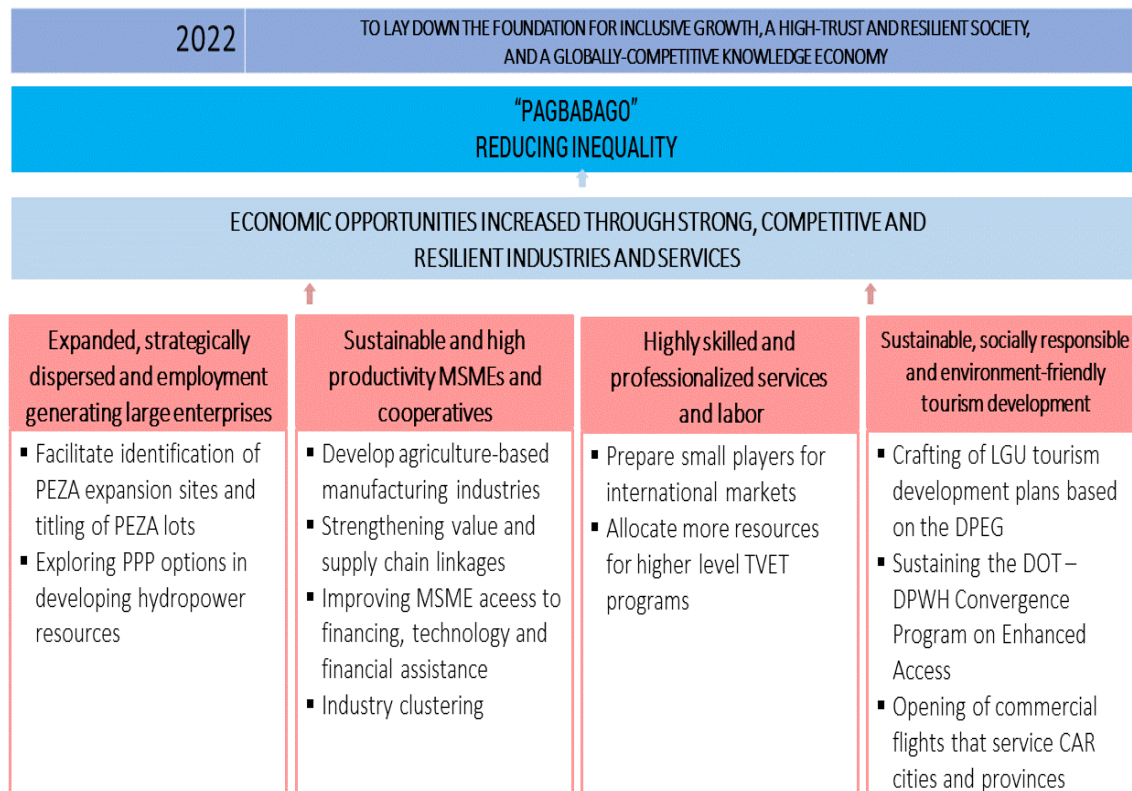 2022
TO LAY DOWN THE FOUNDATION FOR INCLUSIVE GROWTH, A HIGH-TRUST AND RESILIENT SOCIETY,
AND A GLOBALLY-COMPETITIVE KNOWLEDGE ECONOMY
“PAGBABAGO”
REDUCING INEQUALITY
ECONOMIC OPPORTUNITIES INCREASED THROUGH STRONG, COMPETITIVE AND
RESILIENT INDUSTRIES AND SERVICES
Expanded, strategically
dispersed and employment
generating large enterprises
▪ Facilitate identification of
PEZA expansion sites and
titling of PEZA lots
▪ Exploring PPP options in
developing hydropower
resources
Sustainable and high
productivity MSMEs and
cooperatives
▪ Develop agriculture-based
manufacturing industries
▪ Strengthening value and
supply chain linkages
▪ Improving MSME aceess to
financing, technology and
financial assistance
▪ Industry clustering
Highly skilled and
professionalized services
and labor
▪ Prepare small players for
international markets
▪ Allocate more resources
for higher level TVET
programs
Sustainable, socially responsible
and environment-friendly
tourism development
▪ Crafting of LGU tourism
development plans based
on the DPEG
▪ Sustaining the DOT –
DPWH Convergence
Program on Enhanced
Access
▪ Opening of commercial
flights that service CAR
cities and provinces